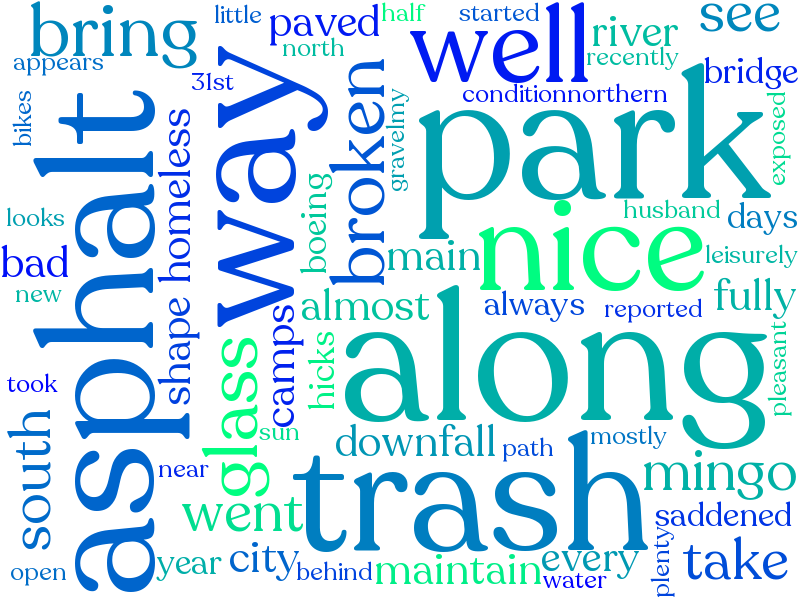 bring
little
paved
half
started
river
see
appears
31st
north
well
recently
bridge
conditionnorthern
bikes
asphalt
homeless
way
broken
gravelmy
park
exposed
looks
shape
boeing
nice
husband
days
bad
main
leisurely
new
camps
almost
always
reported
fully
hicks
along
pleasant
took
glass
south
sun
downfall
path
mostly
near
trash
mingo
went
saddened
open
year
city
behind
maintain
every
water
plenty
take